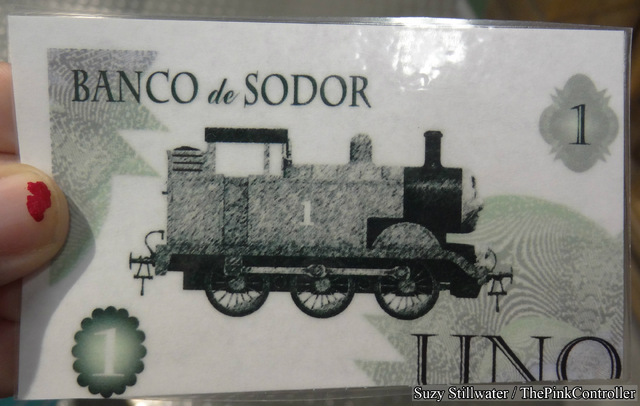 BANCO de SODOR
1
1
1
UNO
Suzy Stillwater / ThePinkController